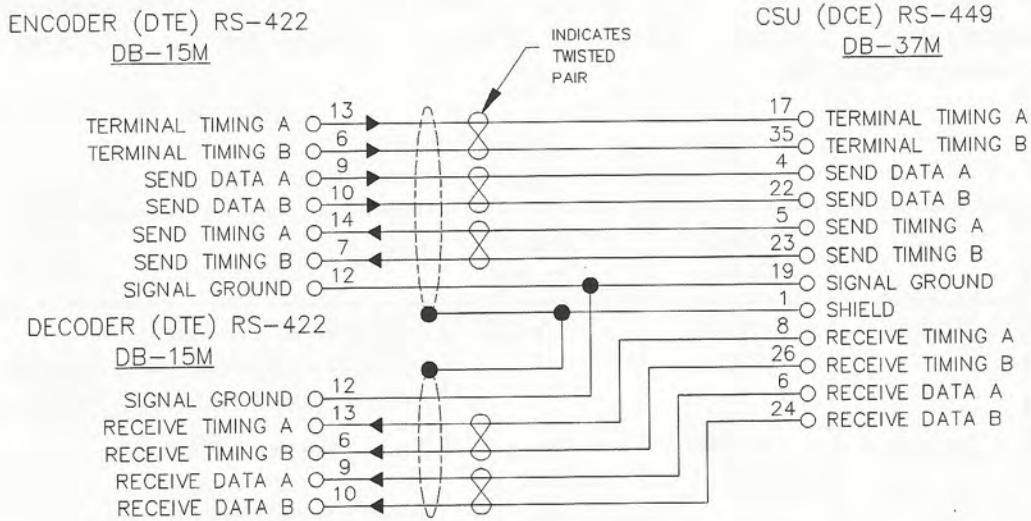 ENCODER (DTE) RS-422
DB-15M
CSU (DCE) RS-449
DB-37M
INDICATES
TWISTED
PAIR
TERMINAL TIMING A 13 17 TERMINAL TIMING A
TERMINAL TIMING B 6 35 TERMINAL TIMING B
SEND DATA A 9 4 SEND DATA A
SEND DATA B 10 22 SEND DATA B
SEND TIMING A 14 5 SEND TIMING A
SEND TIMING B 7 23 SEND TIMING B
SIGNAL GROUND 12 19 SIGNAL GROUND
1 SHIELD
8 RECEIVE TIMING A
26 RECEIVE TIMING B
6 RECEIVE DATA A
24 RECEIVE DATA B
DECODER (DTE) RS-422
DB-15M
SIGNAL GROUND 12
RECEIVE TIMING A 13
RECEIVE TIMING B 6
RECEIVE DATA A 9
RECEIVE DATA B 10